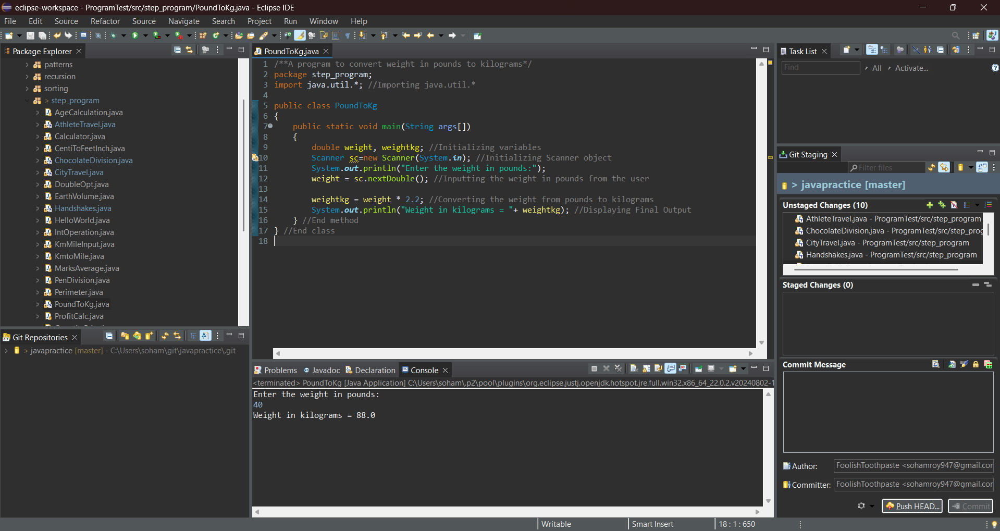 eclipse-workspace - ProgramTest/src/step_program/PoundToKg.java - Eclipse IDE
File Edit Source Refactor Source Navigate Search Project Run Window Help
Package Explorer
patterns
recursion
sorting
> step_program
AgeCalculation.java
AthleteTravel.java
Calculator.java
CentiToFeetInch.java
ChocolateDivision.java
CityTravel.java
DoubleOpt.java
EarthVolume.java
Handshakes.java
HelloWorld.java
IntOperation.java
KmMileInput.java
KmtoMile.java
MarksAverage.java
PenDivision.java
Perimeter.java
PoundToKg.java
ProfitCalc.java
Git Repositories
> javapractice [master] - C:\Users\soham\git\javapractice\.git
PoundToKg.java
1 /**A program to convert weight in pounds to kilograms*/
2 package step_program;
3 import java.util.*; //Importing java.util.*
4
5 public class PoundToKg
6 {
7 public static void main(String args[])
8 {
9 double weight, weightkg; //Initializing variables
10 Scanner sc=new Scanner(System.in); //Initializing Scanner object
11 System.out.println("Enter the weight in pounds:");
12 weight = sc.nextDouble(); //Inputting the weight in pounds from the user
13
14 weightkg = weight * 2.2; //Converting the weight from pounds to kilograms
15 System.out.println("Weight in kilograms = "+ weightkg); //Displaying Final Output
16 } //End method
17 } //End class
18
Problems Javadoc Declaration Console
<terminated> PoundToKg [Java Application] C:\Users\soham\.p2\pool\plugins\org.eclipse.justj.openjdk.hotspot.jre.full.win32.x86_64_22.0.2.v20240802-1
Enter the weight in pounds:
40
Weight in kilograms = 88.0
Task List
Find All Activate...
Git Staging
Filter files
> javapractice [master]
Unstaged Changes (10)
AthleteTravel.java - ProgramTest/src/step_program
ChocolateDivision.java - ProgramTest/src/step_prog
CityTravel.java - ProgramTest/src/step_program
Handshakes.java - ProgramTest/src/step_program
Staged Changes (0)
Commit Message
Author: FoolishToothpaste <sohamroy947@gmail.cor
Committer: FoolishToothpaste <sohamroy947@gmail.cor
Push HEAD... Commit
Writable Smart Insert 18 : 1 : 650